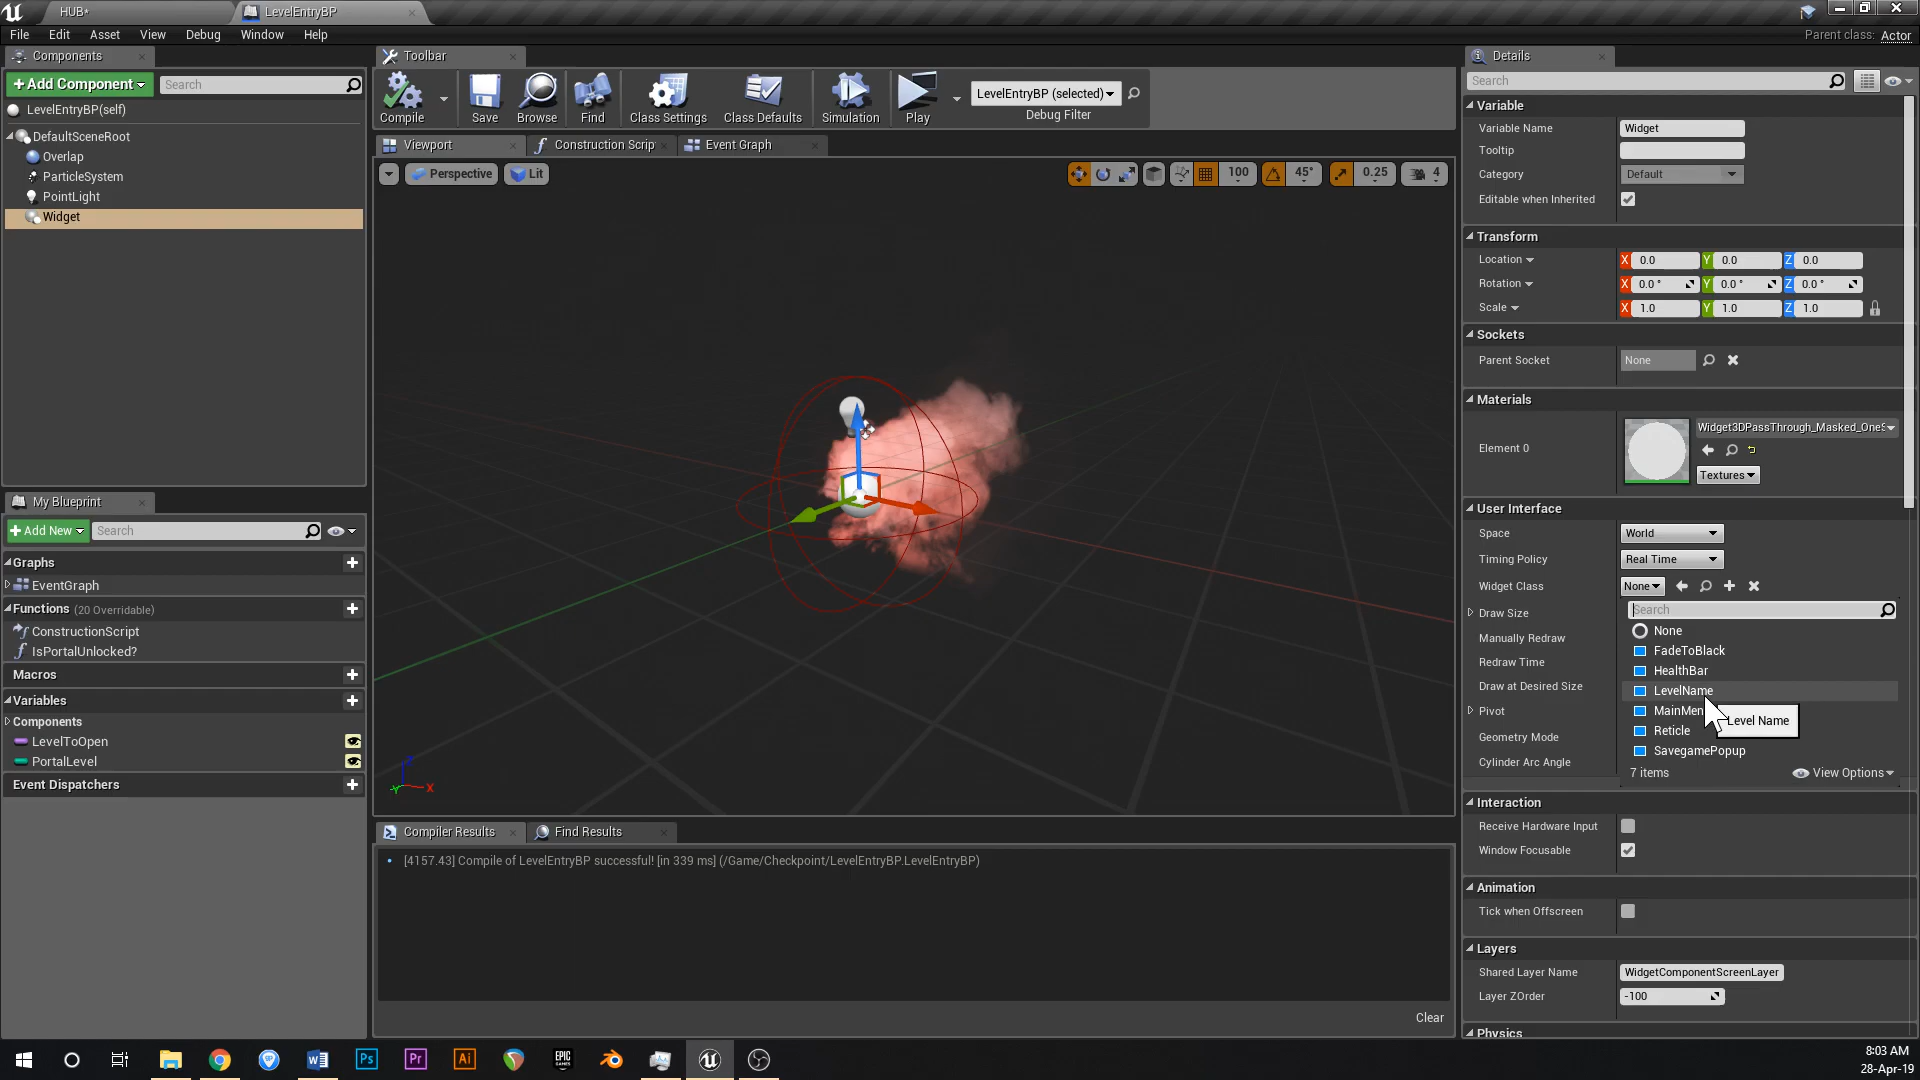 HUB*
LevelEntryBP
File Edit Asset View Debug Window Help
Parent class: Actor
Components
+Add Component
Search
LevelEntryBP(self)
DefaultSceneRoot
Overlap
ParticleSystem
PointLight
Widget
My Blueprint
+Add New
Search
Graphs
EventGraph
Functions (20 Overridable)
ConstructionScript
IsPortalUnlocked?
Macros
Variables
Components
LevelToOpen
PortalLevel
Event Dispatchers
Toolbar
Compile Save Browse Find Class Settings Class Defaults Simulation Play
LevelEntryBP (selected)
Debug Filter
Viewport Construction Scrip Event Graph
Perspective Lit 100 45° 0.25 4
X
Compiler Results Find Results
[4157.43] Compile of LevelEntryBP successful! [in 339 ms] (/Game/Checkpoint/LevelEntryBP.LevelEntryBP)
Clear
Details
Search
Variable
Variable Name Widget
Tooltip
Category Default
Editable when Inherited
Transform
Location X 0.0 Y 0.0 Z 0.0
Rotation X 0.0 ° Y 0.0 ° Z 0.0 °
Scale X 1.0 Y 1.0 Z 1.0
Sockets
Parent Socket None
Materials
Widget3DPassThrough_Masked_OneS
Element 0
Textures
User Interface
Space World
Timing Policy Real Time
Widget Class None
Draw Size
Search
Manually Redraw
None
FadeToBlack
Redraw Time
HealthBar
Draw at Desired Size
LevelName
Pivot
MainMen
Level Name
Geometry Mode
Reticle
SavegamePopup
Cylinder Arc Angle
7 items
View Options
Interaction
Receive Hardware Input
Window Focusable
Animation
Tick when Offscreen
Layers
Shared Layer Name WidgetComponentScreenLayer
Layer ZOrder -100
Physics
Ps
Pr
Ai
EPIC
GAMES
8:03 AM
28-Apr-19